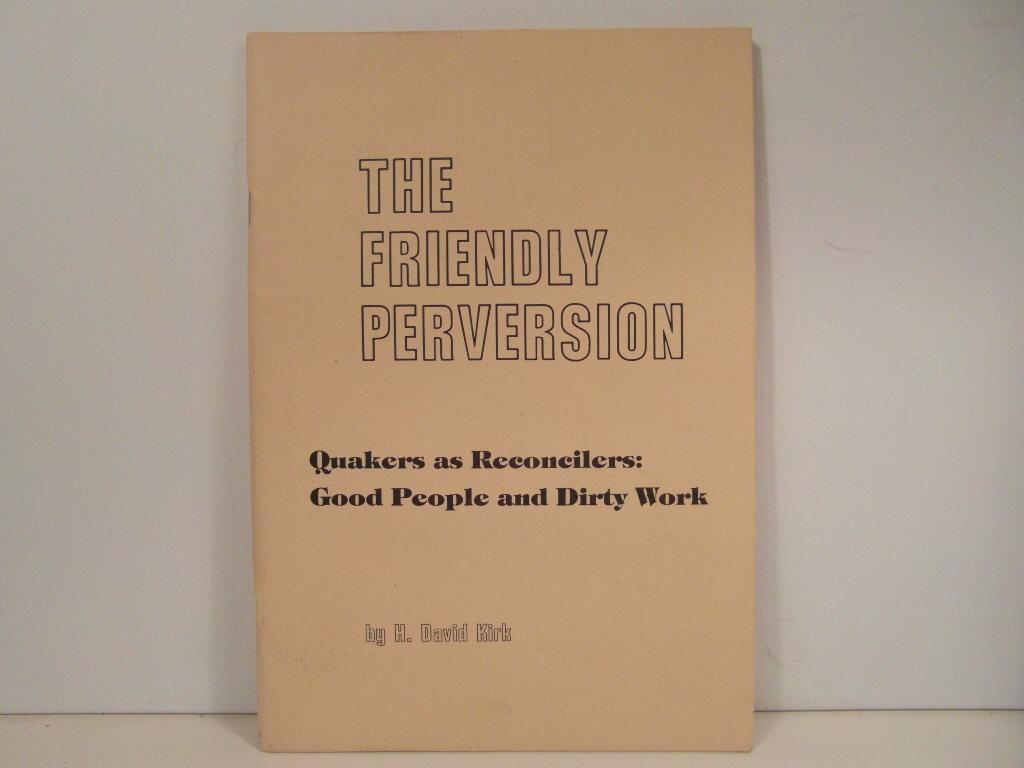 THE
FRIENDLY
PERVERSION
Quakers as Reconcilers:
Good People and Dirty Work
by H. David Kirk